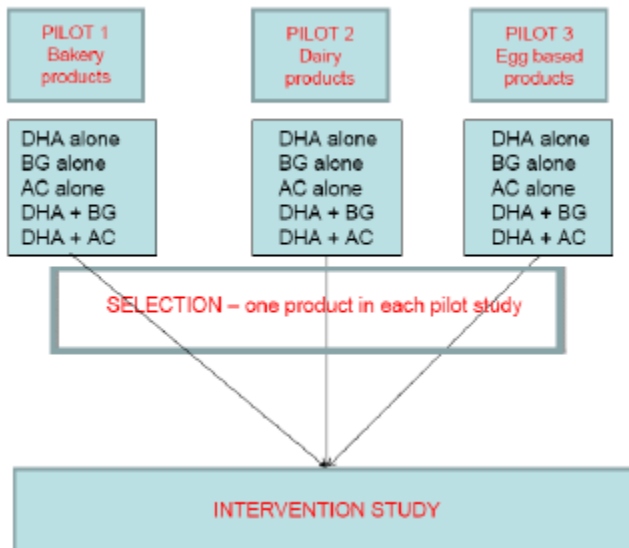 PILOT 1
Bakery
products
PILOT 2
Dairy
products
PILOT 3
Egg based
products
DHA alone
BG alone
AC alone
DHA + BG
DHA + AC
DHA alone
BG alone
AC alone
DHA + BG
DHA + AC
DHA alone
BG alone
AC alone
DHA + BG
DHA + AC
SELECTION – one product in each pilot study
INTERVENTION STUDY